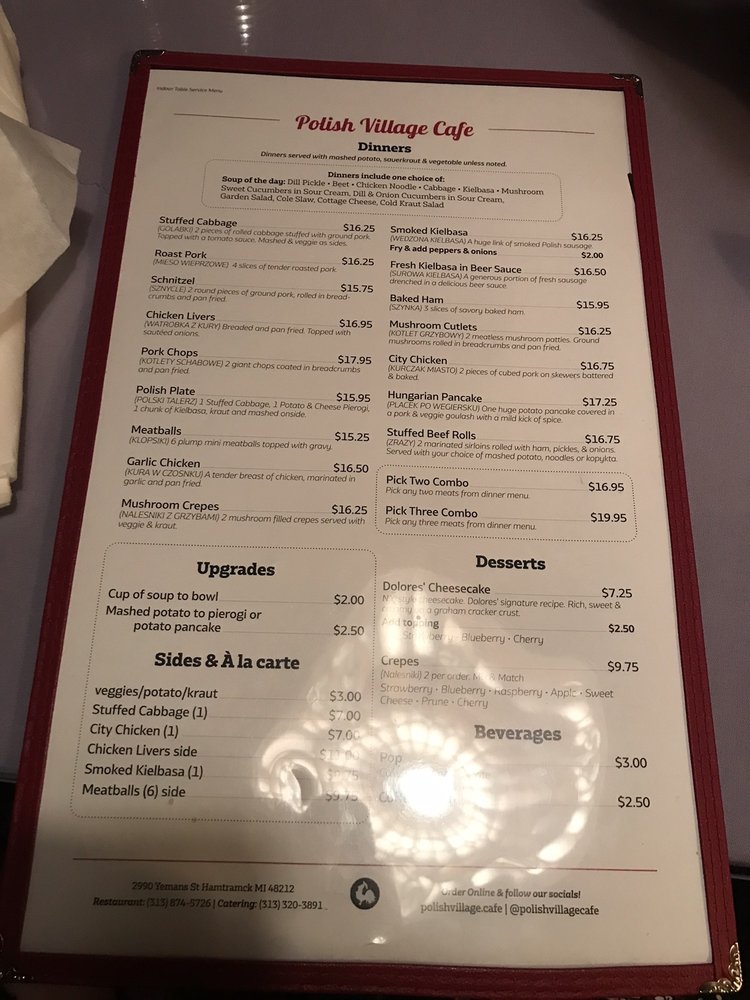 Indoor Table Service Menu
Polish Village Cafe
Dinners
Dinners served with mashed potato, sauerkraut & vegetable unless noted.
Dinners include one choice of:
Soup of the day: Dill Pickle • Beet • Chicken Noodle • Cabbage • Kielbasa • Mushroom
Sweet Cucumbers in Sour Cream, Dill & Onion Cucumbers in Sour Cream,
Garden Salad, Cole Slaw, Cottage Cheese, Cold Kraut Salad
Stuffed Cabbage $16.25
(GOLABKI) 2 pieces of rolled cabbage stuffed with ground pork.
Topped with a tomato sauce. Mashed & veggie as sides.
Roast Pork $16.25
(MIESO WIEPRZOWE) 4 slices of tender roasted pork.
Schnitzel $15.75
(SZNYCLE) 2 round pieces of ground pork, rolled in bread-
crumbs and pan fried.
Chicken Livers $16.95
(WATROBKA Z KURY) Breaded and pan fried. Topped with
sautéed onions.
Pork Chops $17.95
(KOTLETY SCHABOWE) 2 giant chops coated in breadcrumbs
and pan fried.
Polish Plate $15.95
(POLSKI TALERZ) 1 Stuffed Cabbage, 1 Potato & Cheese Pierogi,
1 chunk of Kielbasa, kraut and mashed onside.
Meatballs $15.25
(KLOPSIKI) 6 plump mini meatballs topped with gravy.
Garlic Chicken $16.50
(KURA W CZOSNKU) A tender breast of chicken, marinated in
garlic and pan fried.
Mushroom Crepes $16.25
(NALESNIKI Z GRZYBAMI) 2 mushroom filled crepes served with
veggie & kraut.
Smoked Kielbasa $16.25
(WEDZONA KIELBASA) A huge link of smoked Polish sausage.
Fry & add peppers & onions $2.00
Fresh Kielbasa in Beer Sauce $16.50
(SUROWA KIELBASA) A generous portion of fresh sausage
drenched in a delicious beer sauce.
Baked Ham $15.95
(SZYNKA) 3 slices of savory baked ham.
Mushroom Cutlets $16.25
(KOTLET GRZYBOWY) 2 meatless mushroom patties. Ground
mushrooms rolled in breadcrumbs and pan fried.
City Chicken $16.75
(KURCZAK MIASTO) 2 pieces of cubed pork on skewers battered
& baked.
Hungarian Pancake $17.25
(PLACEK PO WEGIERSKU) One huge potato pancake covered in
a pork & veggie goulash with a mild kick of spice.
Stuffed Beef Rolls $16.75
(ZRAZY) 2 marinated sirloins rolled with ham, pickles, & onions.
Served with your choice of mashed potato, noodles or kopykta.
Pick Two Combo $16.95
Pick any two meats from dinner menu.
Pick Three Combo $19.95
Pick any three meats from dinner menu.
Upgrades
Cup of soup to bowl $2.00
Mashed potato to pierogi or
potato pancake $2.50
Sides & À la carte
veggies/potato/kraut $3.00
Stuffed Cabbage (1) $7.00
City Chicken (1) $7.00
Chicken Livers side
Smoked Kielbasa (1)
Meatballs (6) side $9.75
Desserts
Dolores' Cheesecake $7.25
cheesecake. Dolores' signature recipe. Rich, sweet &
graham cracker crust.
Add topping $2.50
Strawberry • Blueberry • Cherry
Crepes $9.75
(Nalesniki) 2 per order. Mix & Match
Strawberry • Blueberry • Raspberry • Apple • Sweet
Cheese • Prune • Cherry
Beverages
Pop $3.00
$2.50
2990 Yemans St Hamtramck MI 48212
Restaurant: (313) 874-5726 | Catering: (313) 320-3891
Order Online & follow our socials!
polishvillage.cafe | @polishvillagecafe